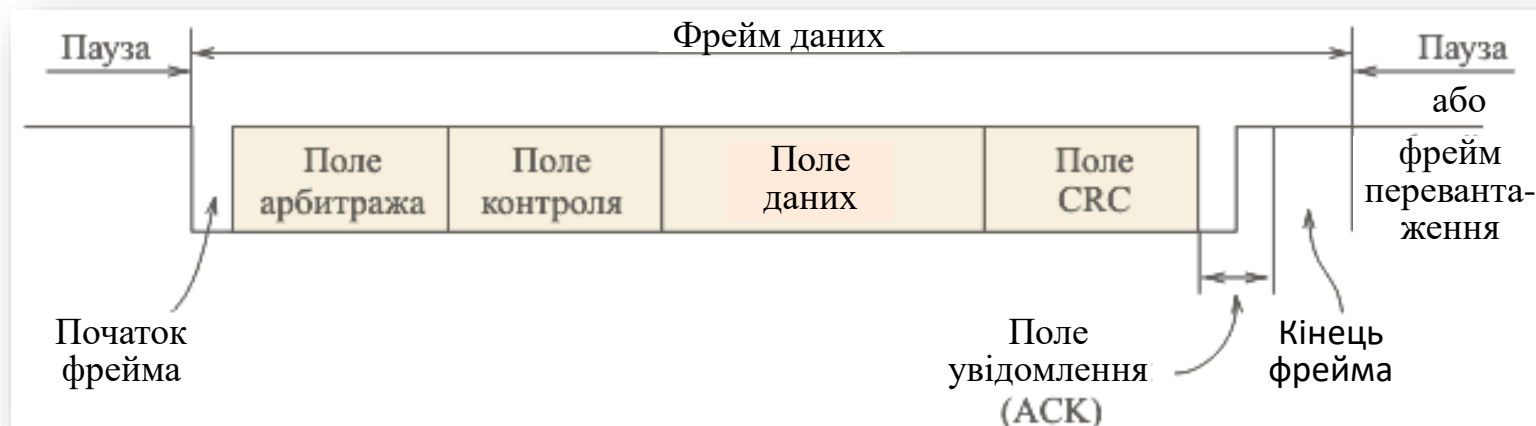 Пауза
Фрейм даних
Пауза
або
фрейм
переванта-
ження
Поле
арбитража
Поле
контроля
Поле
даних
Поле
CRC
Початок
фрейма
Поле
увідомлення
(ACK)
Кінець
фрейма